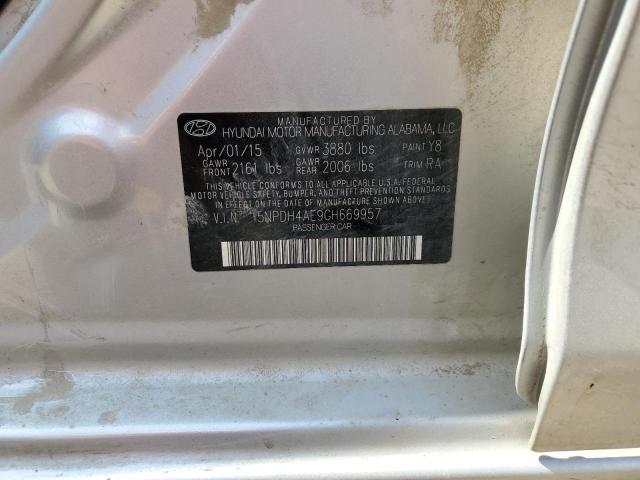 MANUFACTURED BY
HYUNDAI MOTOR MANUFACTURING ALABAMA, LLC
Apr/01/15 GVWR 3880 lbs PAINT Y8
GAWR FRONT 2161 lbs GAWR REAR 2006 lbs TRIM RA
THIS VEHICLE CONFORMS TO ALL APPLICABLE U.S.A.FEDERAL
MOTOR VEHICLE SAFETY, BUMPER, AND THEFT PREVENTION STANDARDS
IN EFFECT ON THE DATE OF MANUFACTURE SHOWN ABOVE.
V.I.N. 5NPDH4AE9GH669957
PASSENGER CAR